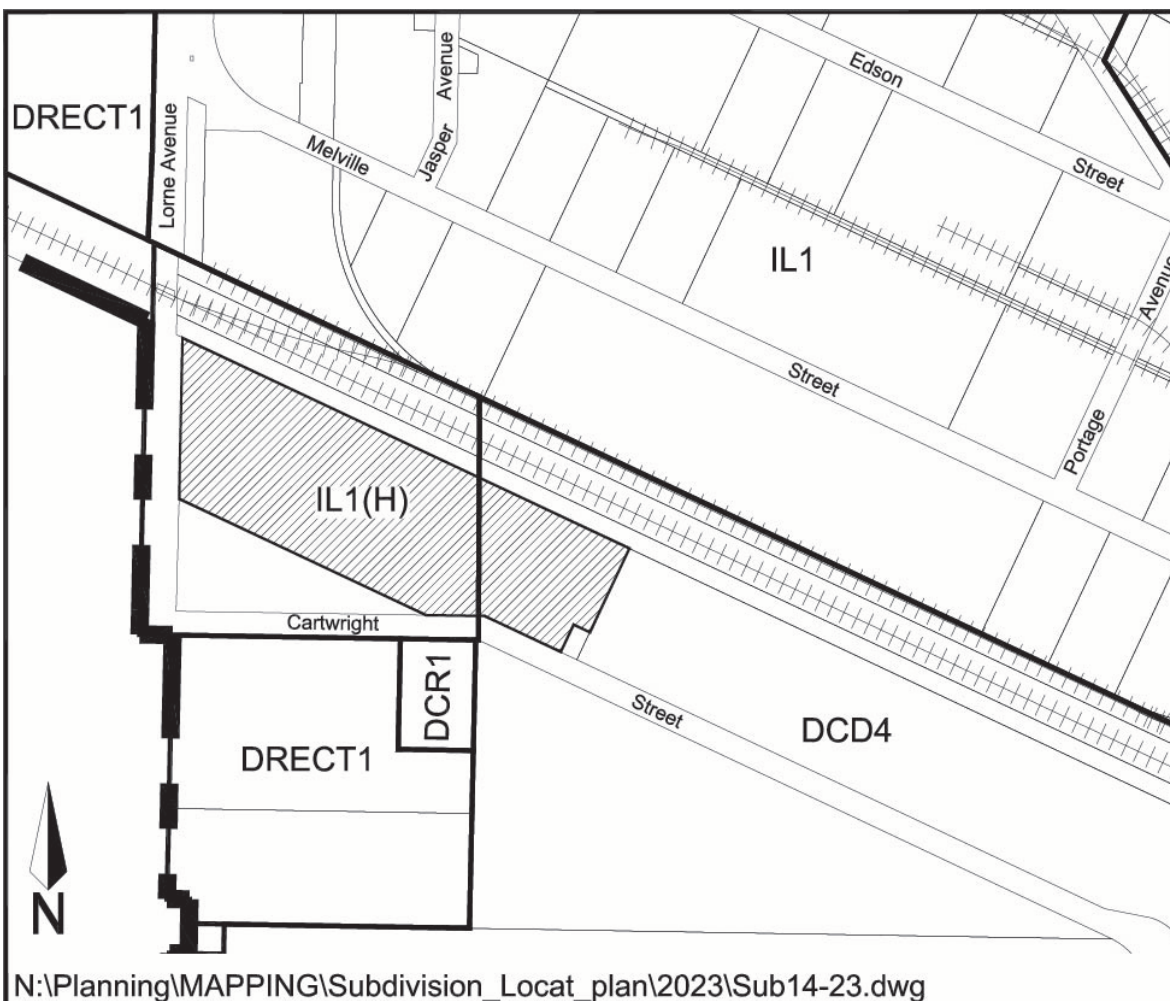 Edson
Street
DRECT1
Lorne Avenue
Jasper Avenue
Melville
Street
IL1
Portage Avenue
IL1(H)
Cartwright
Street
DCR1
DRECT1
DCD4
N
N:\Planning\MAPPING\Subdivision_Locat_plan\2023\Sub14-23.dwg